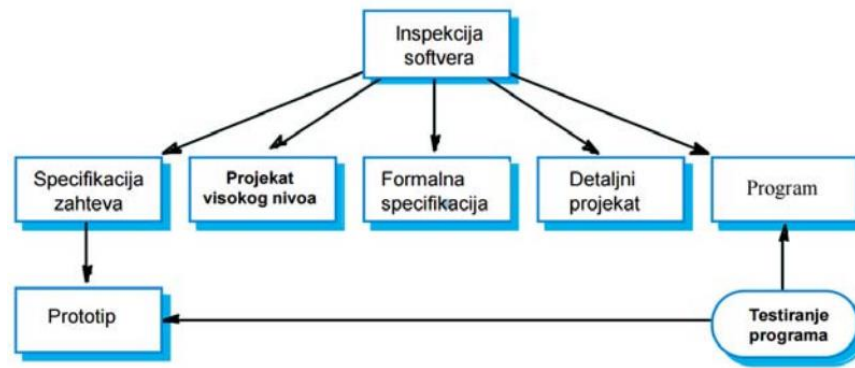 Inspekcija
softvera
Specifikacija
zahteva
Projekat
visokog nivoa
Formalna
specifikacija
Detaljni
projekat
Program
Prototip
Testiranje
programa